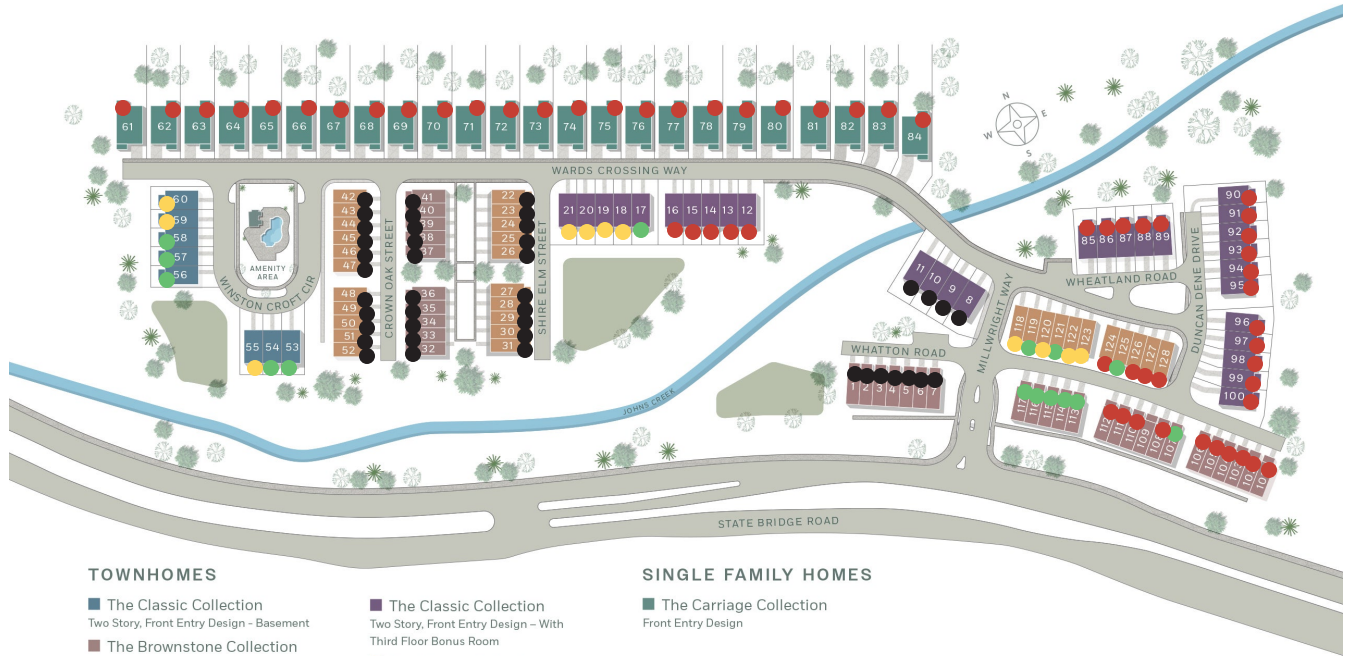 61 62 63 64 65 66 67 68 69 70 71 72 73 74 75 76 77 78 79 80 81 82 83 84
N
E
W
S
WARDS CROSSING WAY
60
59
58
57
56
AMENITY
AREA
WINSTON CROFT CIR
55 54 53
42
43
44
45
46
47
48
49
50
51
52
CROWN OAK STREET
41
40
39
38
37
36
35
34
33
32
22
23
24
25
26
27
28
29
30
31
SHIRE ELM STREET
21 20 19 18 17
16 15 14 13 12
11 10 9 8
85 86 87 88 89
WHEATLAND ROAD
DUNCAN DENE DRIVE
90
91
92
93
94
95
96
97
98
99
100
MILLWRIGHT WAY
118 119 120 121 122 123
124 125 126 127 128
WHATTON ROAD
1 2 3 4 5 6 7
JOHNS CREEK
STATE BRIDGE ROAD
TOWNHOMES
The Classic Collection
Two Story, Front Entry Design - Basement
The Brownstone Collection
The Classic Collection
Two Story, Front Entry Design – With
Third Floor Bonus Room
SINGLE FAMILY HOMES
The Carriage Collection
Front Entry Design